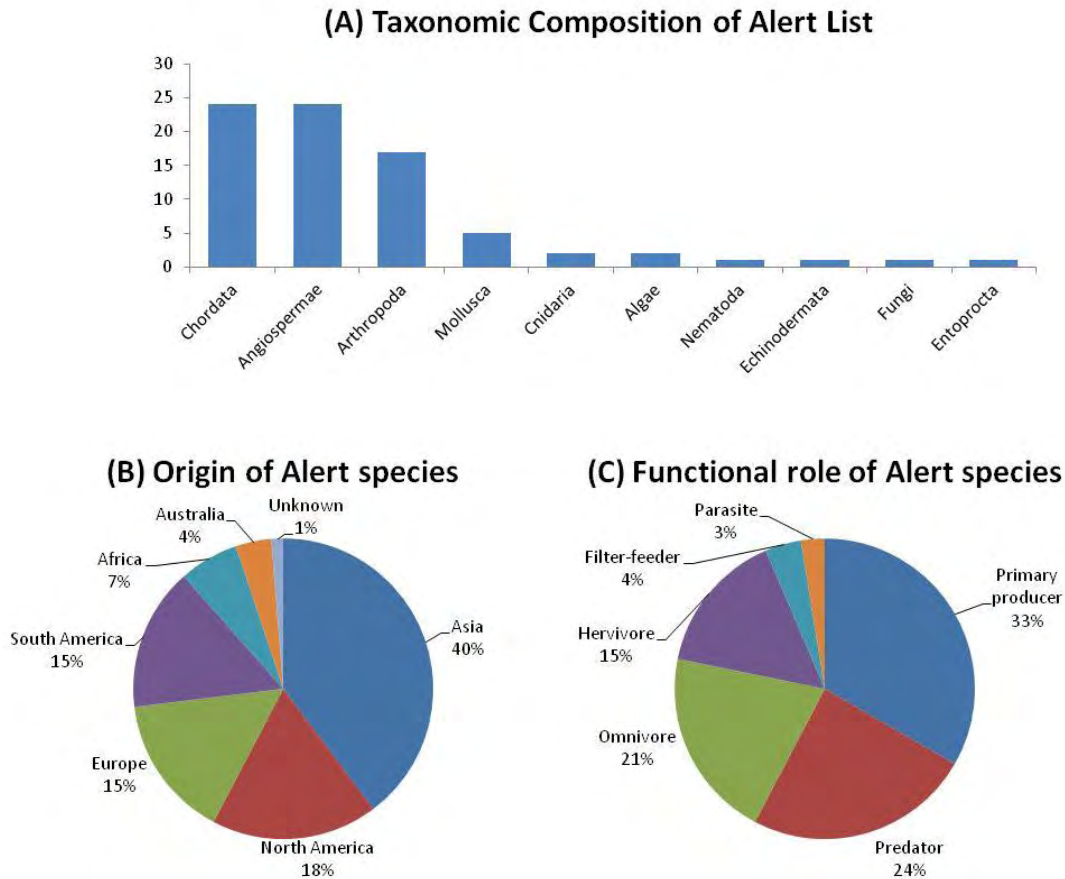 (A) Taxonomic Composition of Alert List
30
25
20
15
10
5
0
Chordata
Angiospermae
Arthropoda
Mollusca
Cnidaria
Algae
Nematoda
Echinodermata
Fungi
Entoprocta
(B) Origin of Alert species
Unknown
1%
Australia
4%
Africa
7%
South America
15%
Europe
15%
North America
18%
Asia
40%
(C) Functional role of Alert species
Parasite
3%
Filter-feeder
4%
Hervivore
15%
Omnivore
21%
Predator
24%
Primary
producer
33%